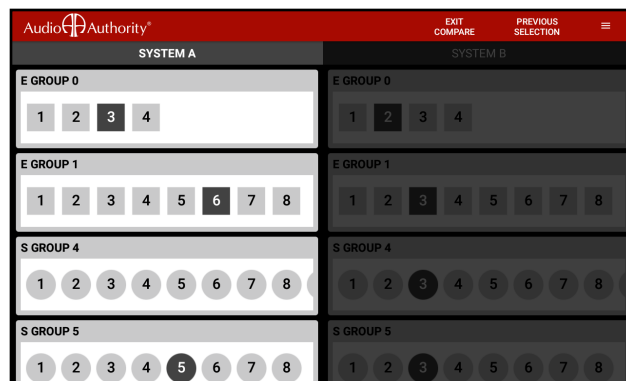 Audio Authority®
EXIT COMPARE
PREVIOUS SELECTION
SYSTEM A
SYSTEM B
E GROUP 0
1 2 3 4
E GROUP 1
1 2 3 4 5 6 7 8
S GROUP 4
1 2 3 4 5 6 7 8
S GROUP 5
1 2 3 4 5 6 7 8
E GROUP 0
1 2 3 4
E GROUP 1
1 2 3 4 5 6 7 8
S GROUP 4
1 2 3 4 5 6 7 8
S GROUP 5
1 2 3 4 5 6 7 8